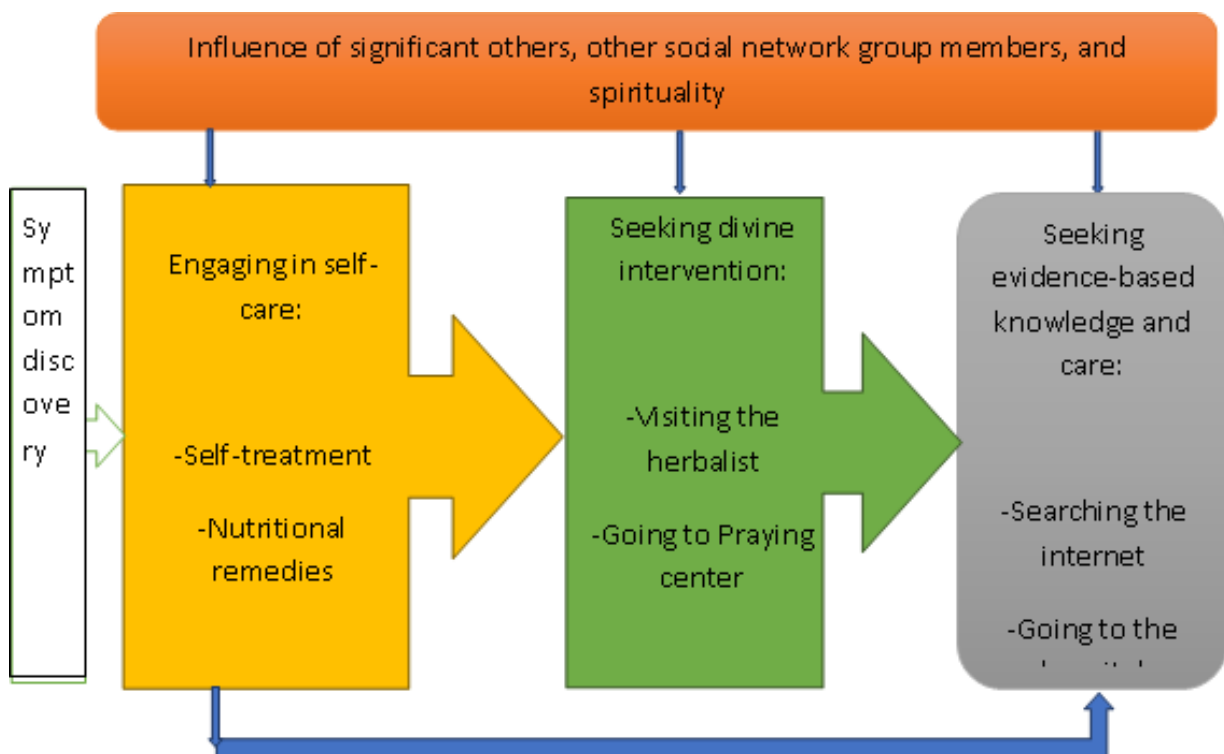 Influence of significant others, other social network group members, and
spirituality
Sy
mpt
om
disc
ove
ry
Engaging in self-
care:
-Self-treatment
-Nutritional
remedies
Seeking divine
intervention:
-Visiting the
herbalist
-Going to Praying
center
Seeking
evidence-based
knowledge and
care:
-Searching the
internet
-Going to the